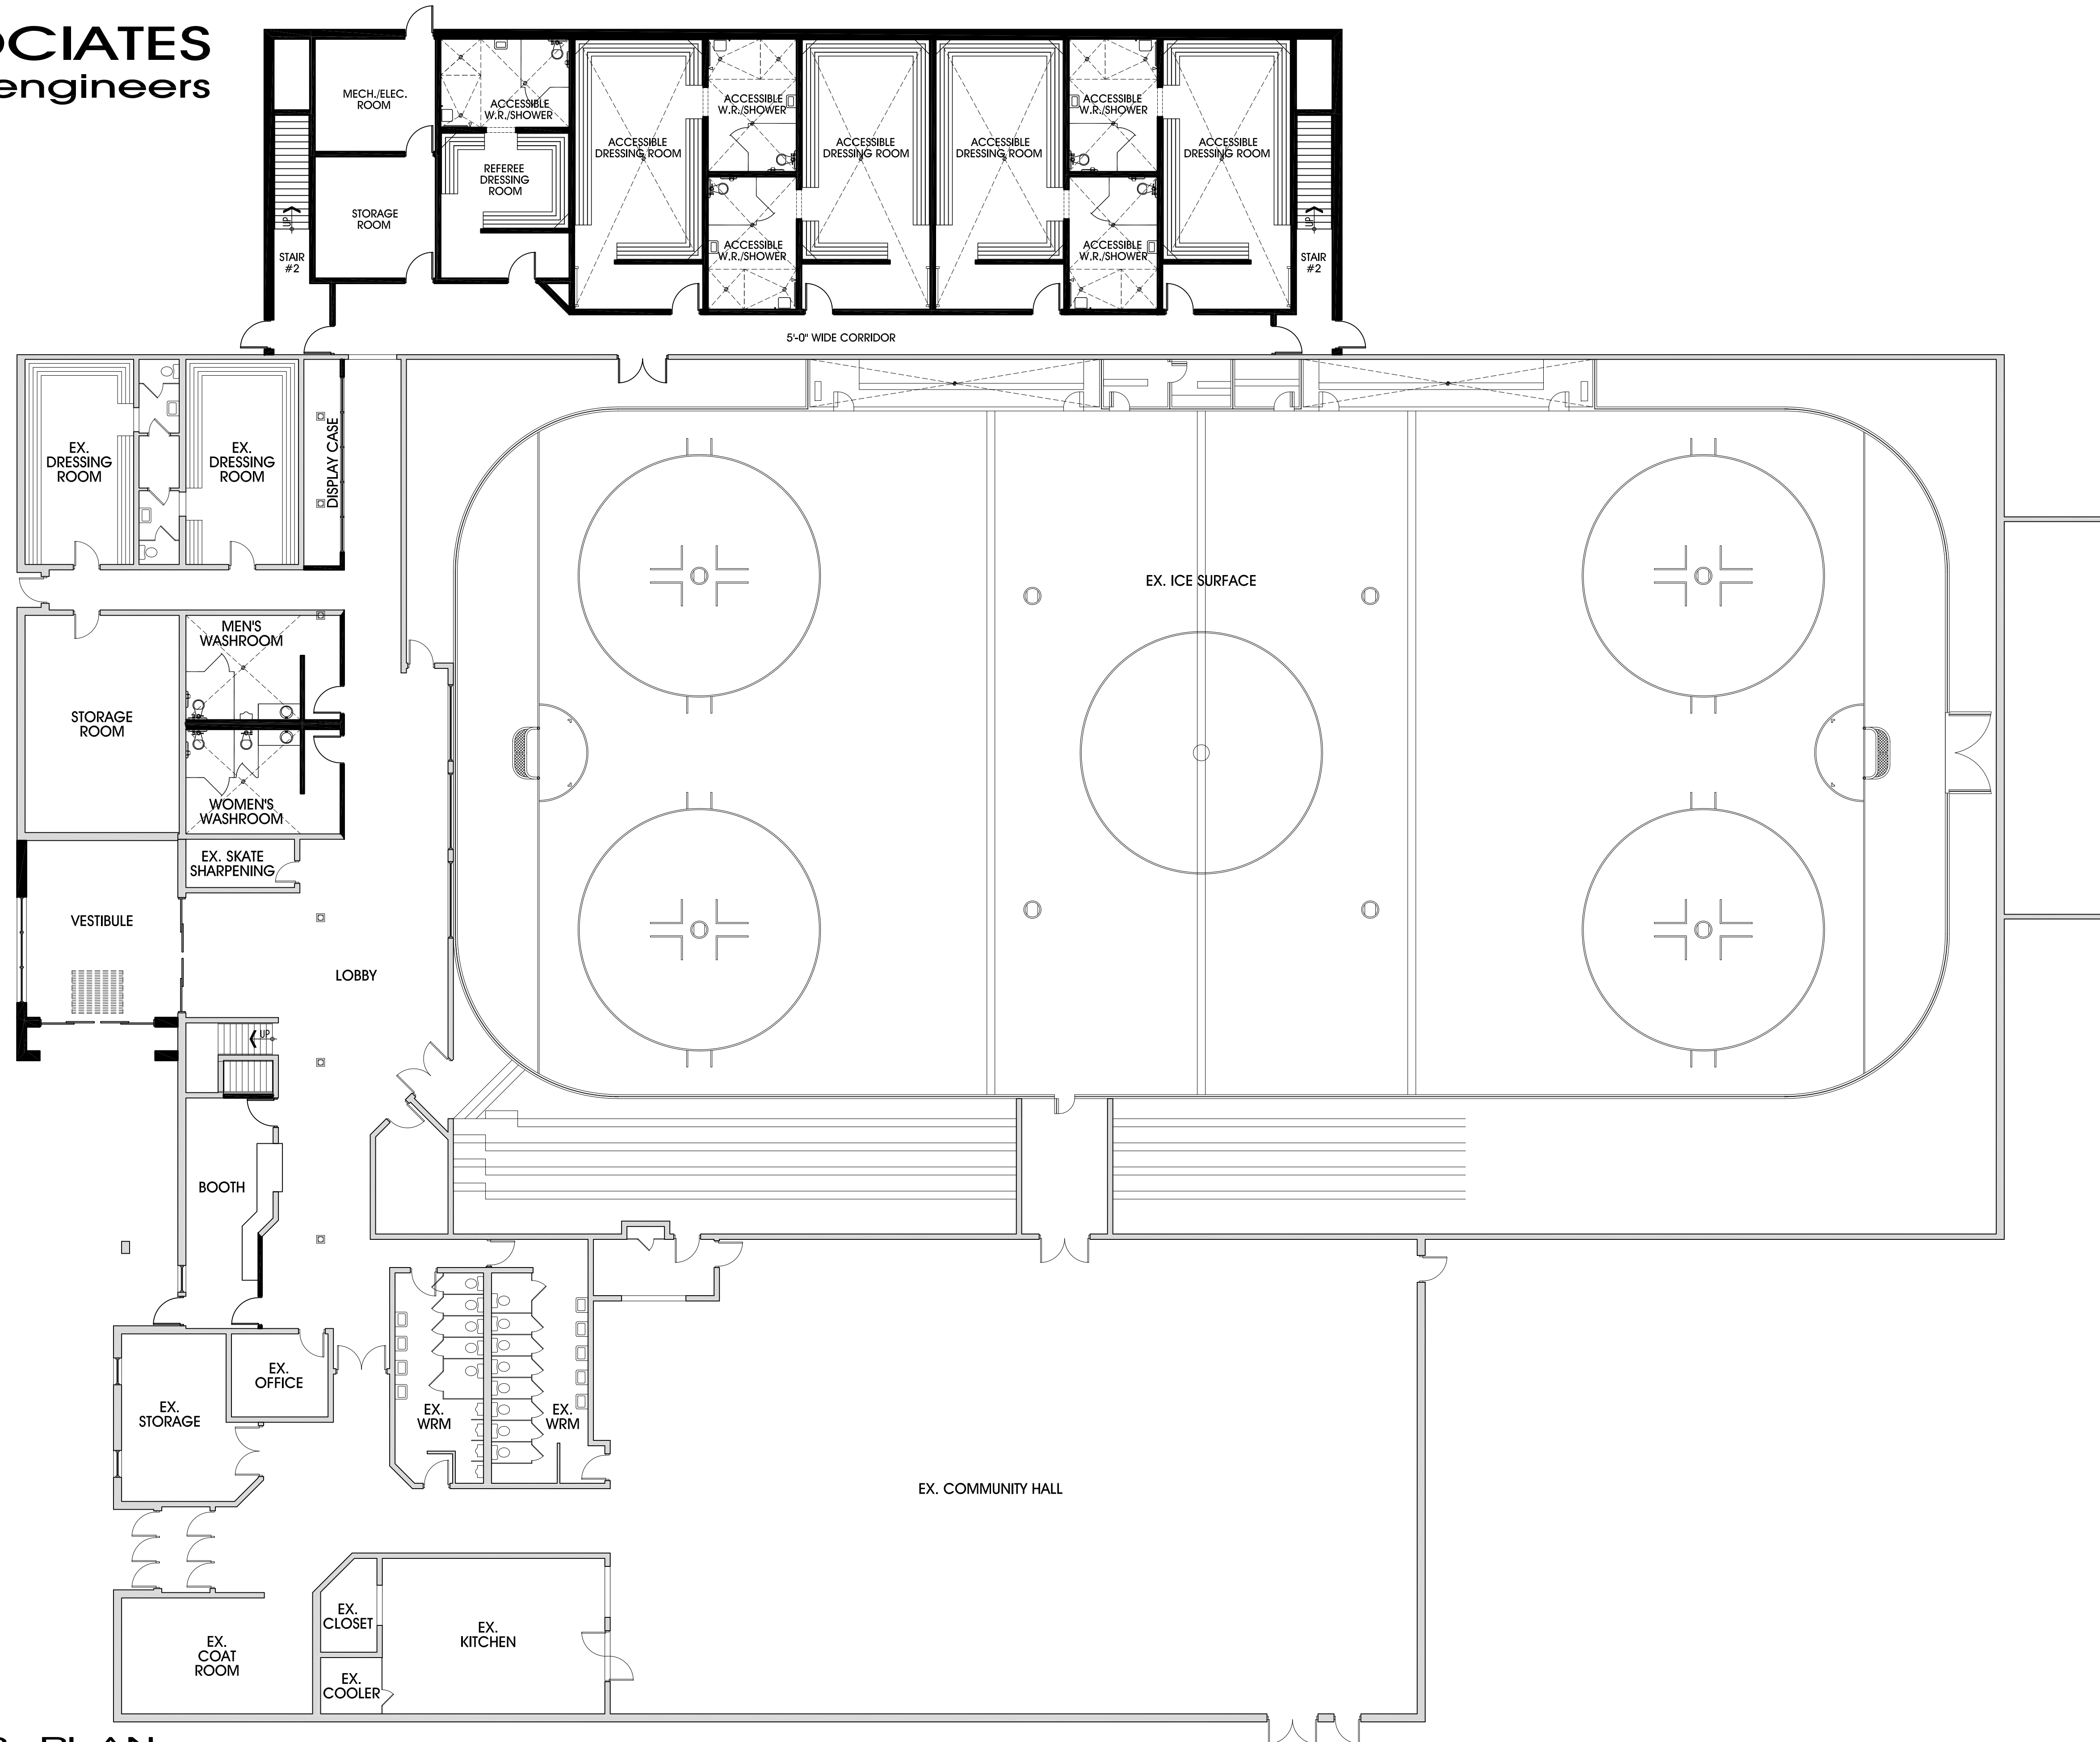 OCIATES
engineers
MECH./ELEC.
ROOM
ACCESSIBLE
W.R./SHOWER
ACCESSIBLE
W.R./SHOWER
ACCESSIBLE
W.R./SHOWER
ACCESSIBLE
DRESSING ROOM
ACCESSIBLE
DRESSING ROOM
ACCESSIBLE
DRESSING ROOM
ACCESSIBLE
DRESSING ROOM
REFEREE
DRESSING
ROOM
STORAGE
ROOM
UP
UP
ACCESSIBLE
W.R./SHOWER
ACCESSIBLE
W.R./SHOWER
STAIR
#2
STAIR
#2
5'-0" WIDE CORRIDOR
EX.
DRESSING
ROOM
EX.
DRESSING
ROOM
DISPLAY CASE
EX. ICE SURFACE
MEN'S
WASHROOM
STORAGE
ROOM
WOMEN'S
WASHROOM
EX. SKATE
SHARPENING
VESTIBULE
LOBBY
UP
BOOTH
EX.
OFFICE
EX.
STORAGE
EX.
WRM
EX.
WRM
EX. COMMUNITY HALL
EX.
CLOSET
EX.
KITCHEN
EX.
COAT
ROOM
EX.
COOLER
PLAN